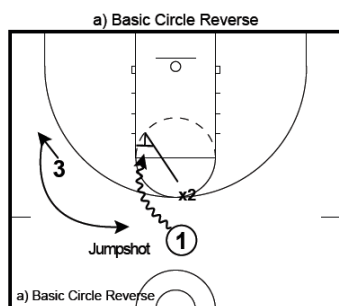 a) Basic Circle Reverse
3
x2
1
Jumpshot
a) Basic Circle Reverse